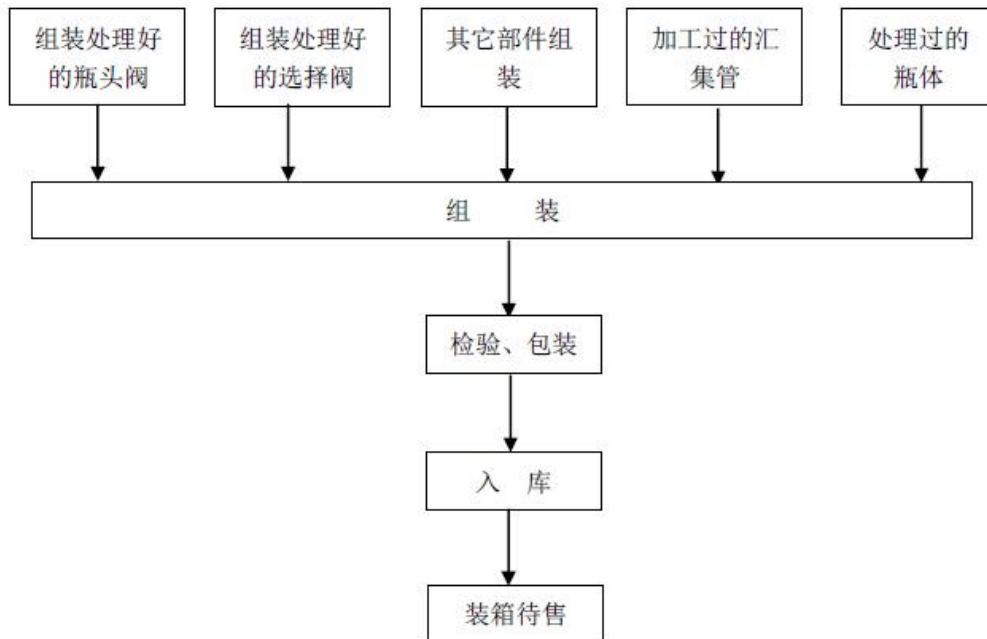 组装处理好
的瓶头阀
组装处理好
的选择阀
其它部件组
装
加工过的汇
集管
处理过的
瓶体
组 装
检验、包装
入 库
装箱待售